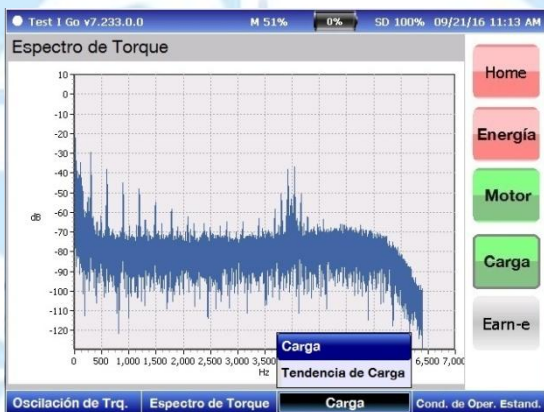 Test I Go v7.233.0.0 M 51% 0% SD 100% 09/21/16 11:13 AM
Espectro de Torque
10
0
-10
-20
-30
-40
-50
-60
-70
-80
-90
-100
-110
-120
dB
0 500 1,000 1,500 2,000 2,500 3,000 3,500 6,500 7,000
Hz
Home
Energía
Motor
Carga
Earn-e
Carga
Tendencia de Carga
Oscilación de Trq. Espectro de Torque Carga Cond. de Oper. Estand.